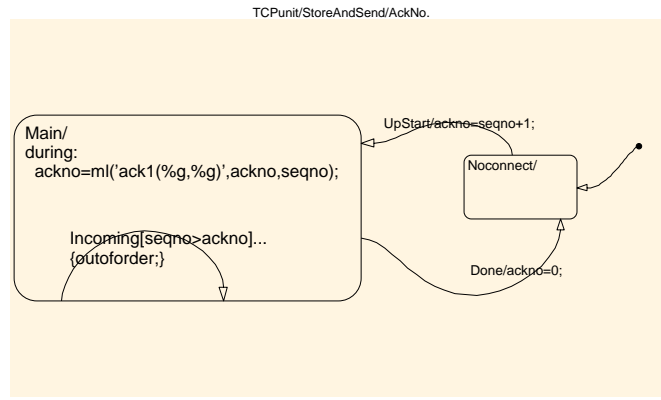 TCPunit/StoreAndSend/AckNo.
UpStart/ackno=seqno+1;
Main/
during:
ackno=ml('ack1(%g,%g)',ackno,seqno);
Noconnect/
Incoming[seqno>ackno]...
{outoforder;}
Done/ackno=0;